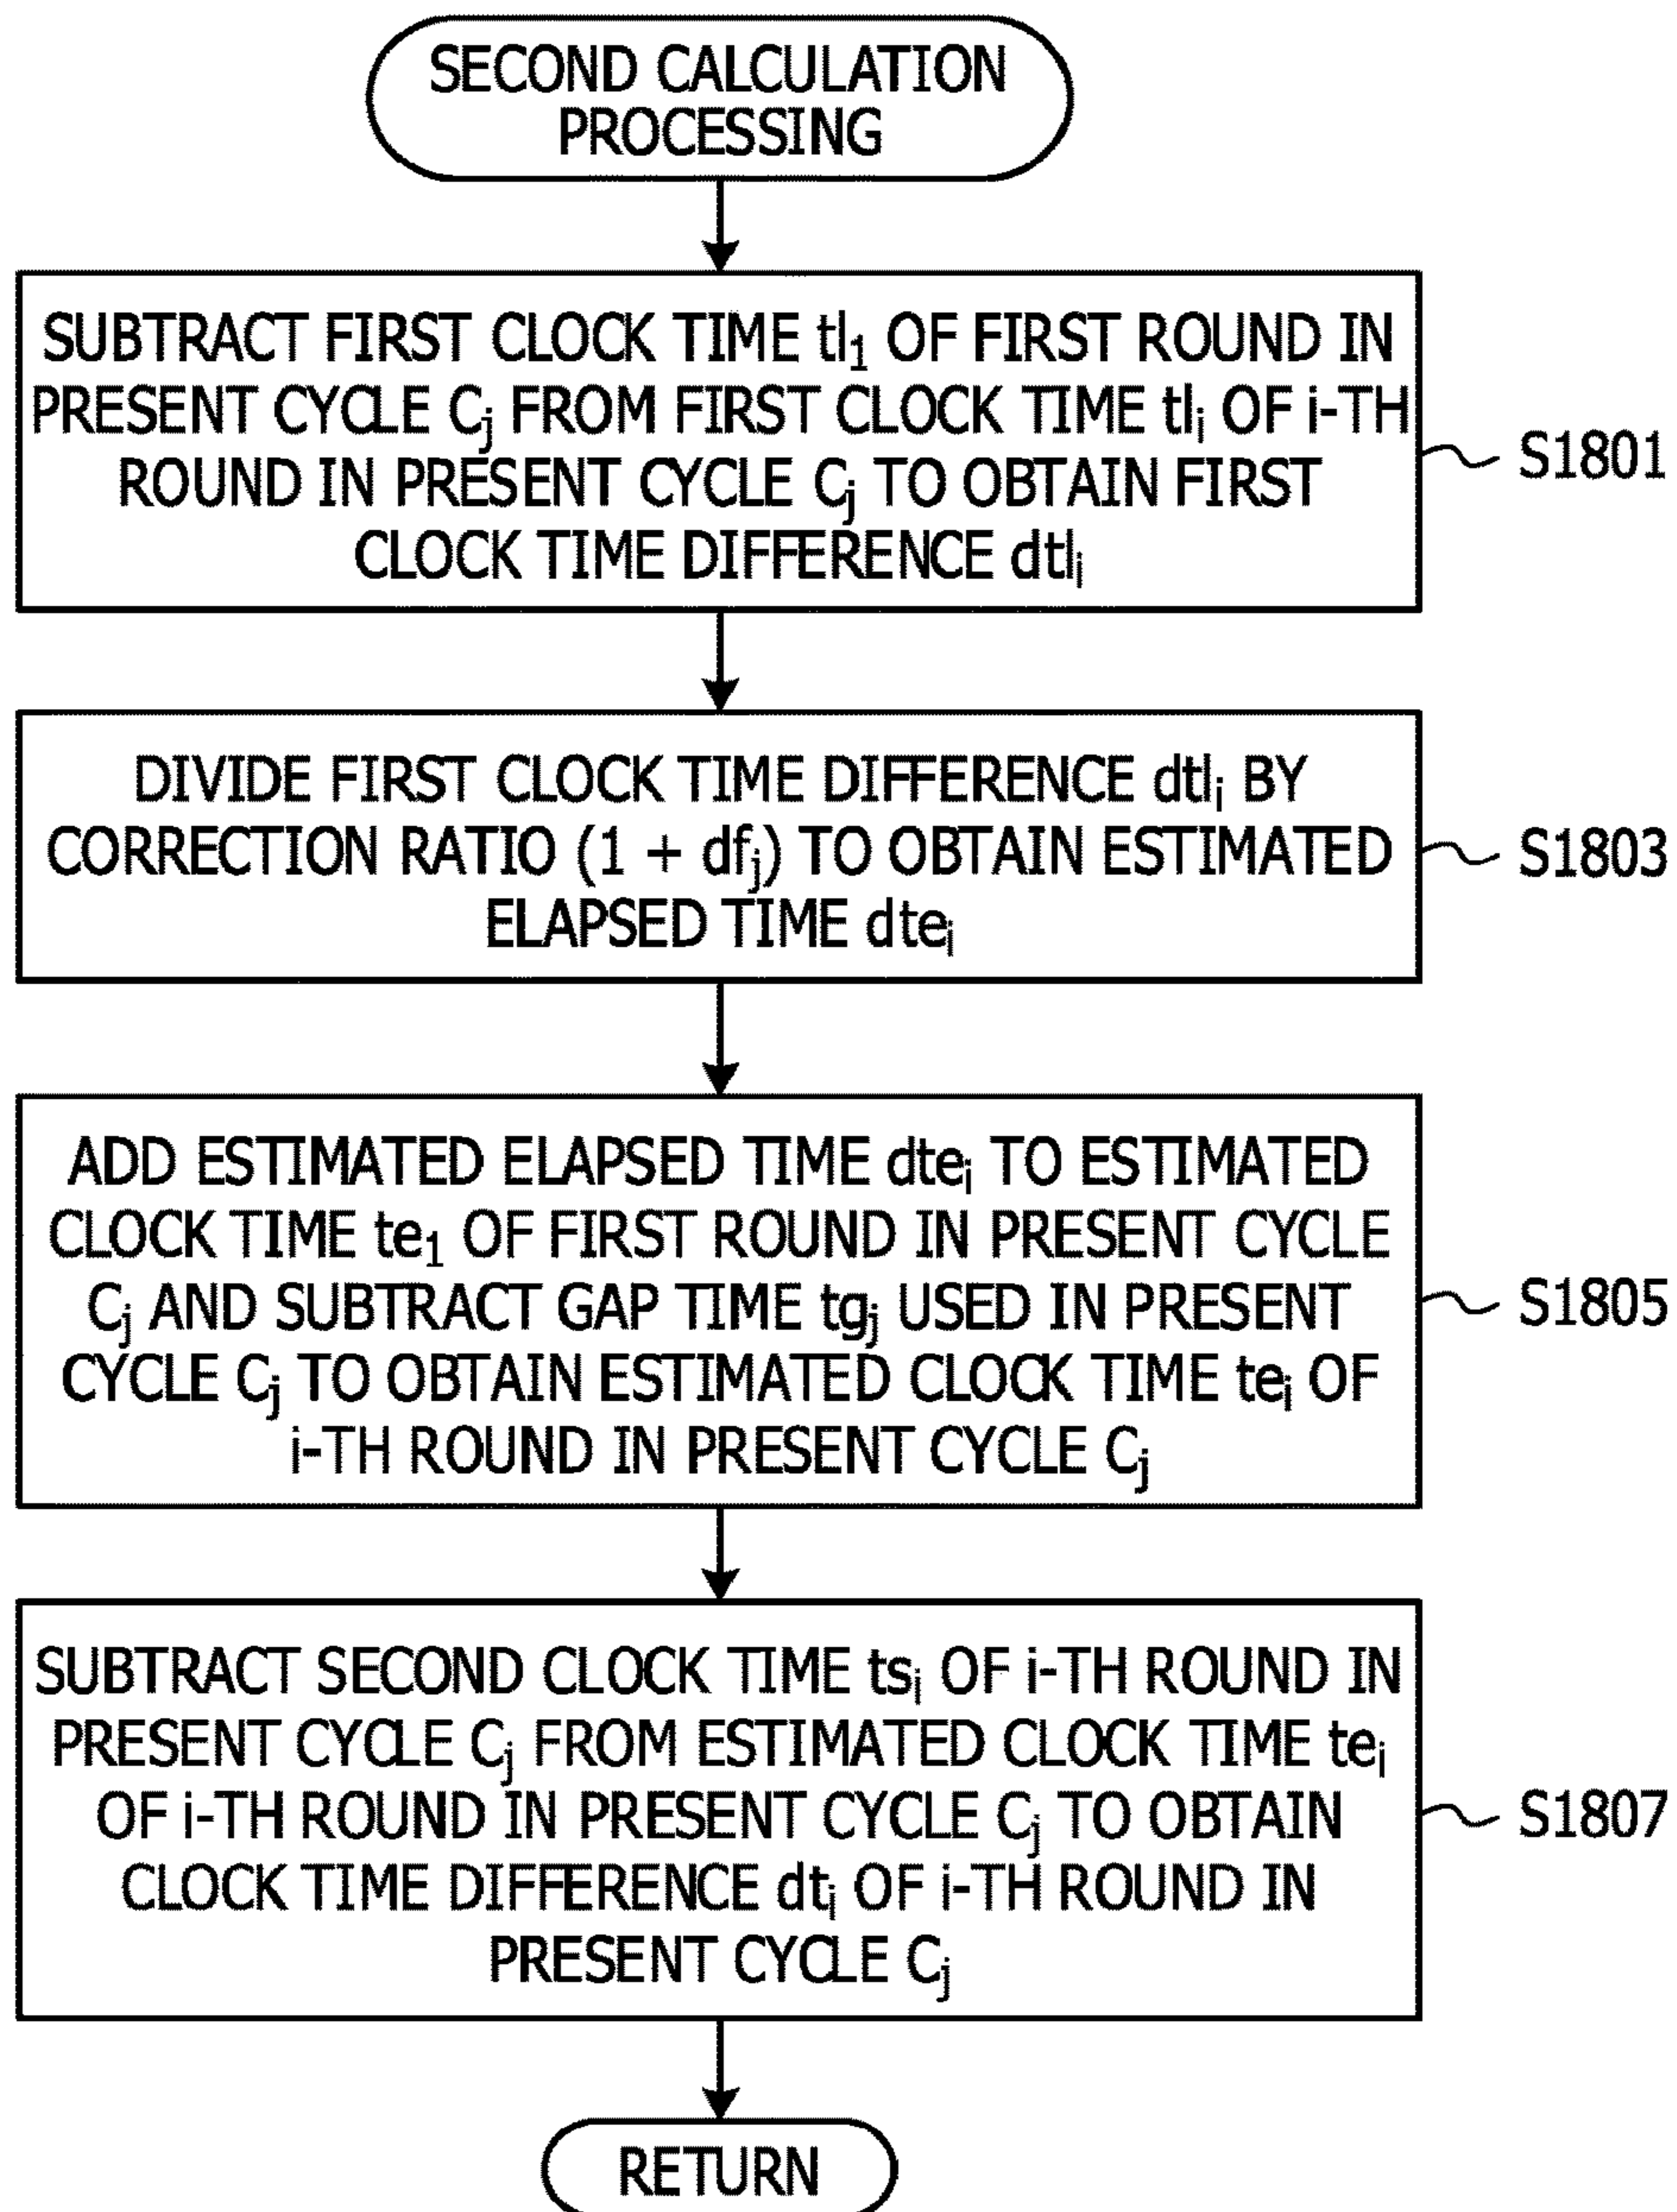 SECOND CALCULATION
PROCESSING
SUBTRACT FIRST CLOCK TIME tl₁ OF FIRST ROUND IN
PRESENT CYCLE Cⱼ FROM FIRST CLOCK TIME tlᵢ OF i-TH
ROUND IN PRESENT CYCLE Cⱼ TO OBTAIN FIRST
CLOCK TIME DIFFERENCE dtlᵢ
S1801
DIVIDE FIRST CLOCK TIME DIFFERENCE dtlᵢ BY
CORRECTION RATIO (1 + dfⱼ) TO OBTAIN ESTIMATED
ELAPSED TIME dteᵢ
S1803
ADD ESTIMATED ELAPSED TIME dteᵢ TO ESTIMATED
CLOCK TIME te₁ OF FIRST ROUND IN PRESENT CYCLE
Cⱼ AND SUBTRACT GAP TIME tgⱼ USED IN PRESENT
CYCLE Cⱼ TO OBTAIN ESTIMATED CLOCK TIME teᵢ OF
i-TH ROUND IN PRESENT CYCLE Cⱼ
S1805
SUBTRACT SECOND CLOCK TIME tsᵢ OF i-TH ROUND IN
PRESENT CYCLE Cⱼ FROM ESTIMATED CLOCK TIME teᵢ
OF i-TH ROUND IN PRESENT CYCLE Cⱼ TO OBTAIN
CLOCK TIME DIFFERENCE dtᵢ OF i-TH ROUND IN
PRESENT CYCLE Cⱼ
S1807
RETURN